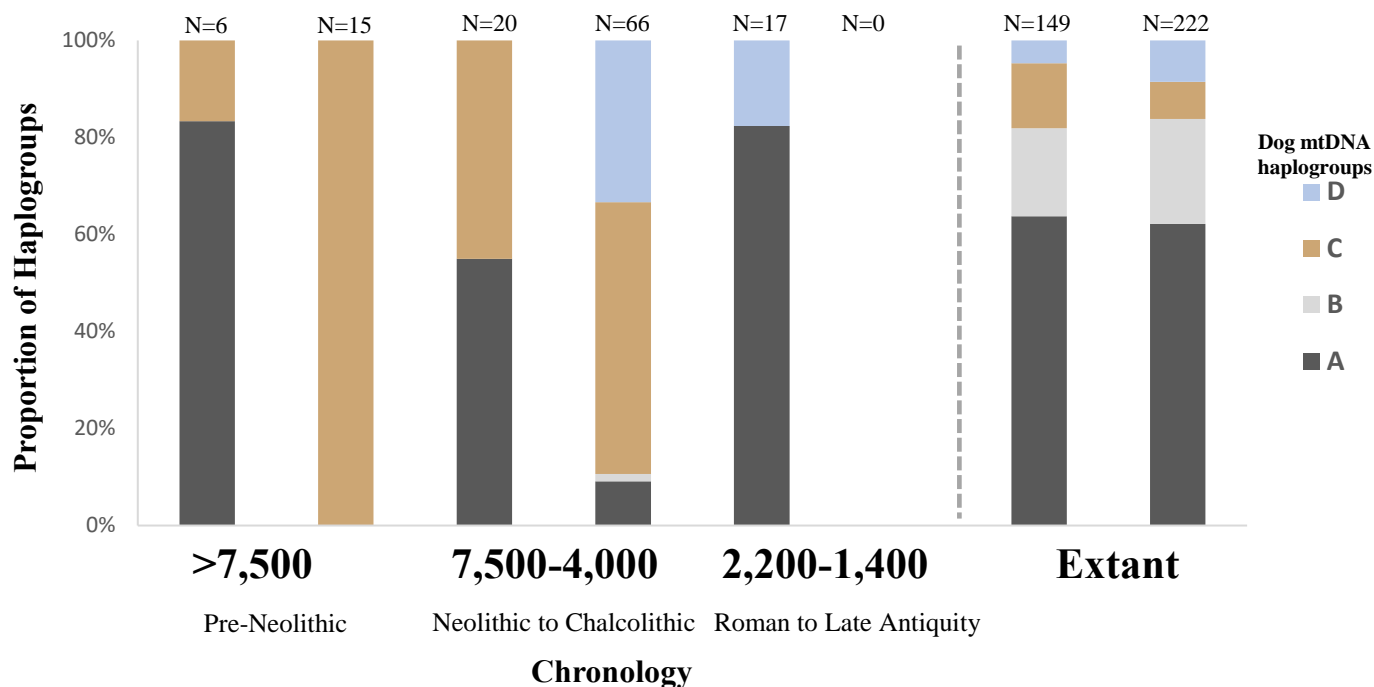 N=6
N=15
N=20
N=66
N=17
N=0
N=149
N=222
100%
80%
60%
40%
20%
0%
Proportion of Haplogroups
Dog mtDNA
haplogroups
D
C
B
A
>7,500
7,500-4,000
2,200-1,400
Extant
Pre-Neolithic
Neolithic to Chalcolithic
Roman to Late Antiquity
Chronology